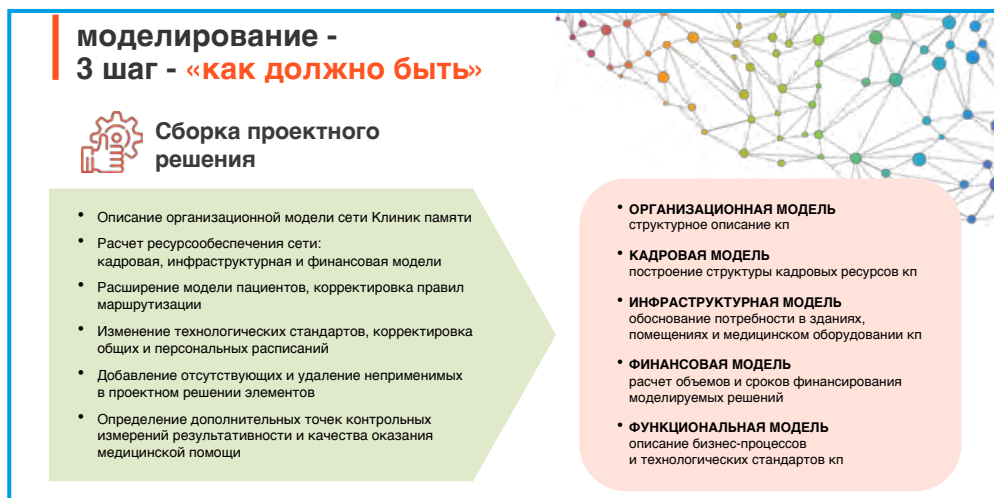 моделирование -
3 шаг - «как должно быть»
Сборка проектного
решения
• Описание организационной модели сети Клиник памяти
• Расчет ресурсообеспечения сети:
кадровая, инфраструктурная и финансовая модели
• Расширение модели пациентов, корректировка правил
маршрутизации
• Изменение технологических стандартов, корректировка
общих и персональных расписаний
• Добавление отсутствующих и удаление неприменимых
в проектном решении элементов
• Определение дополнительных точек контрольных
измерений результативности и качества оказания
медицинской помощи
• ОРГАНИЗАЦИОННАЯ МОДЕЛЬ
структурное описание кп
• КАДРОВАЯ МОДЕЛЬ
построение структуры кадровых ресурсов кп
• ИНФРАСТРУКТУРНАЯ МОДЕЛЬ
обоснование потребности в зданиях,
помещениях и медицинском оборудовании кп
• ФИНАНСОВАЯ МОДЕЛЬ
расчет объемов и сроков финансирования
моделируемых решений
• ФУНКЦИОНАЛЬНАЯ МОДЕЛЬ
описание бизнес-процессов
и технологических стандартов кп